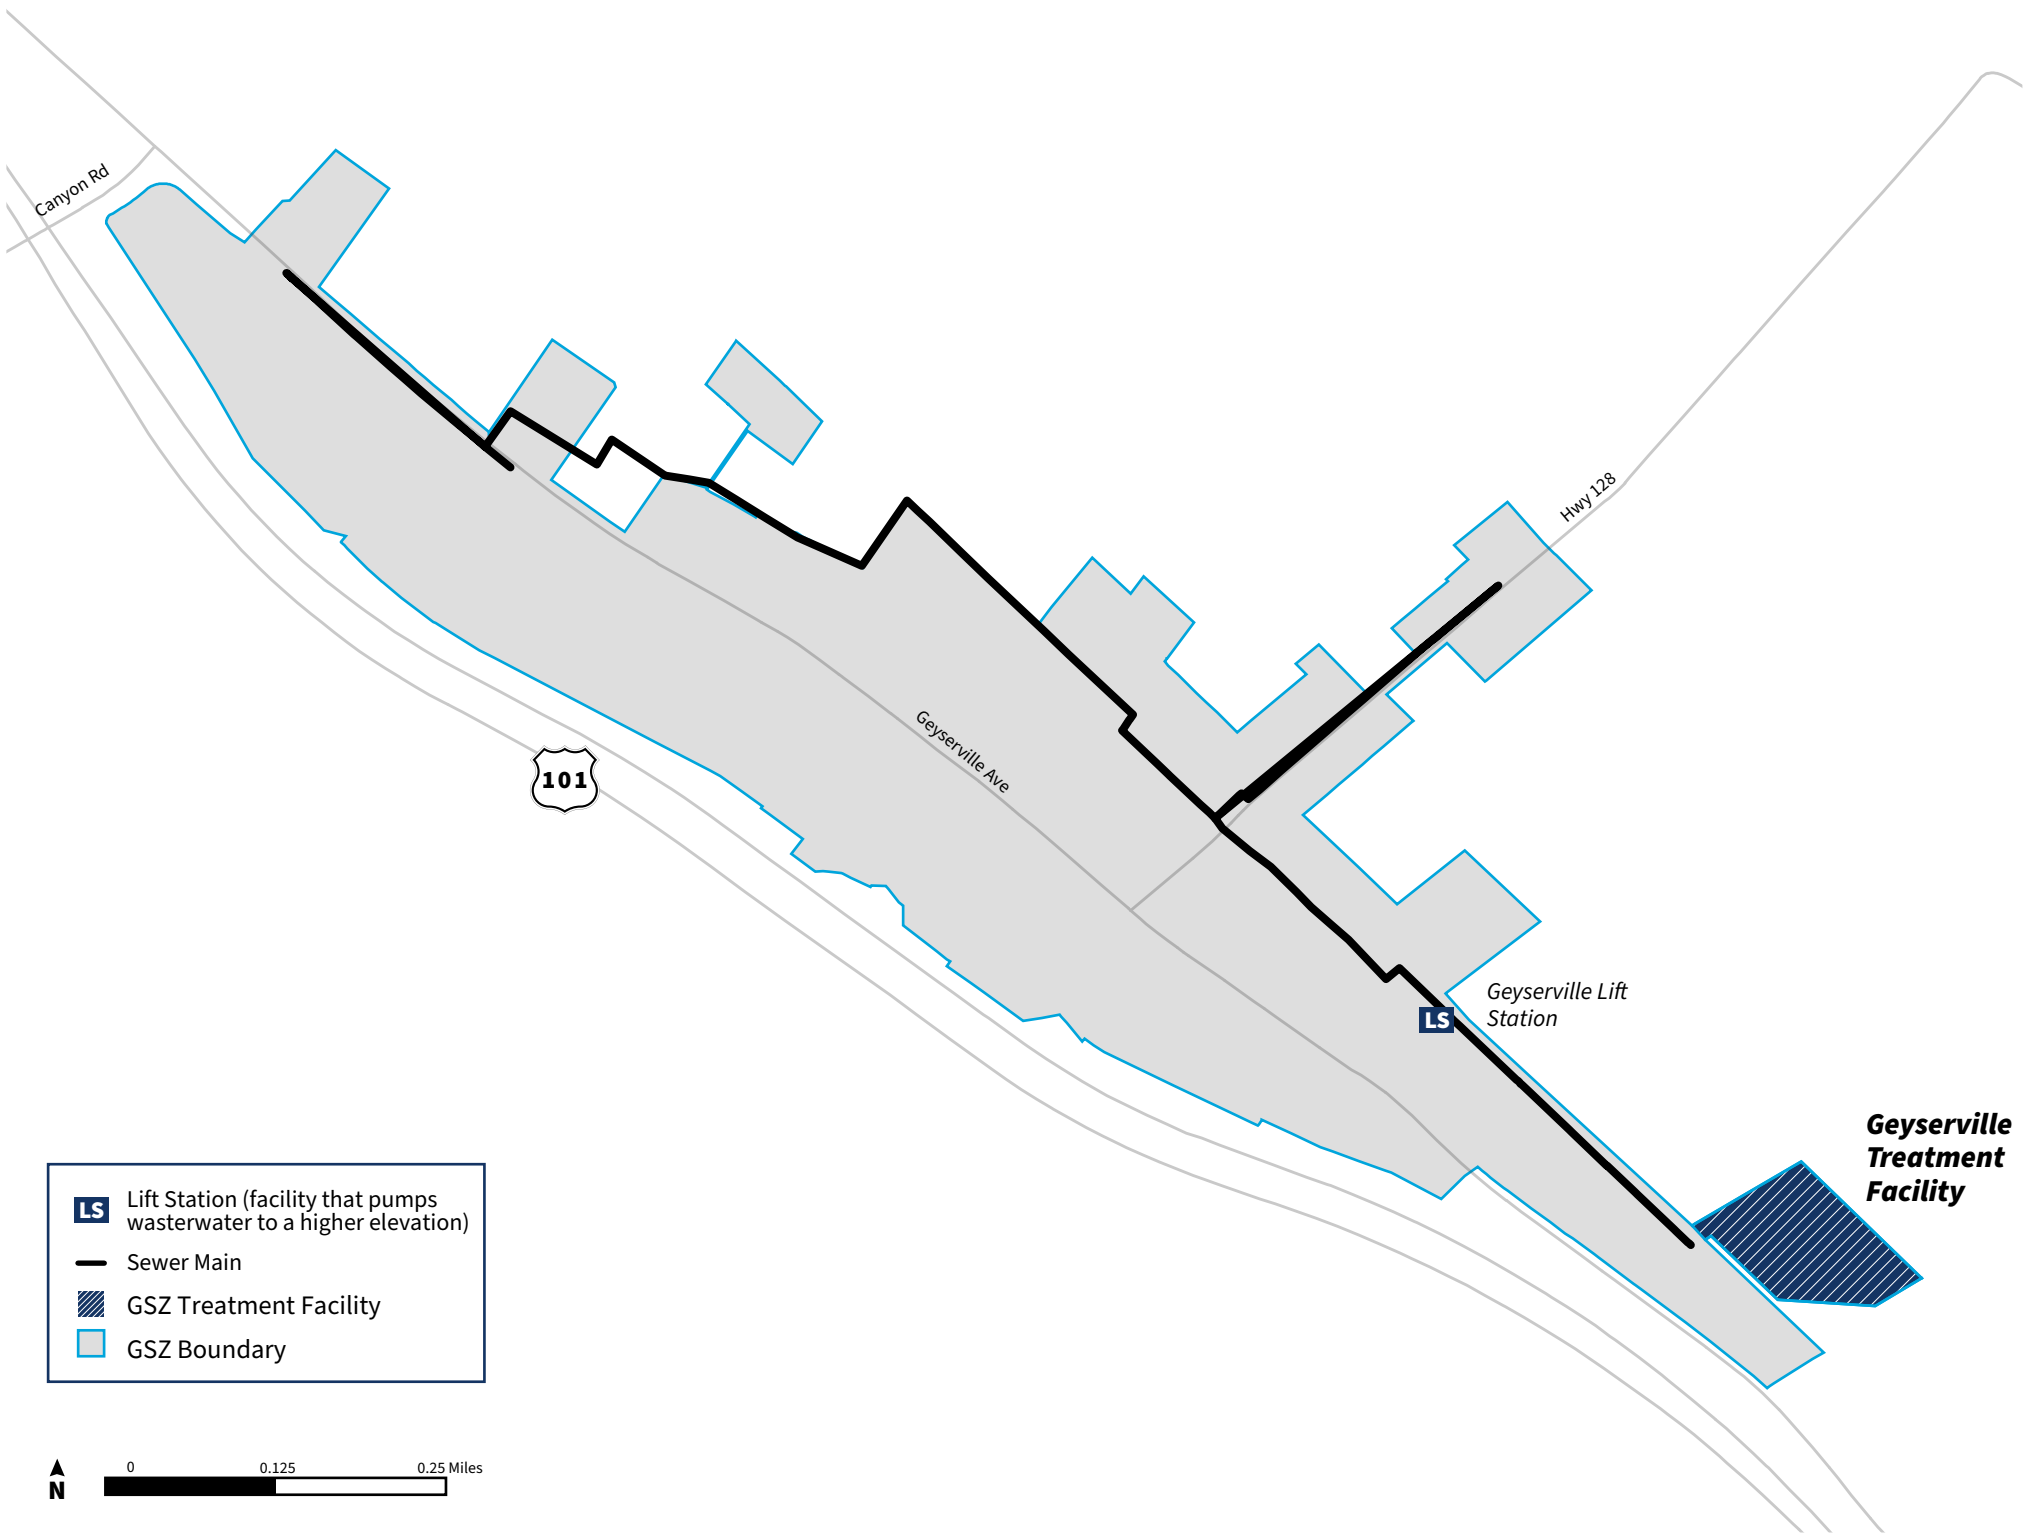 Canyon Rd
Hwy 128
Geyserville Ave
101
Geyserville Lift
Station
Geyserville
Treatment
Facility
LS
LS
Lift Station (facility that pumps
wasterwater to a higher elevation)
Sewer Main
GSZ Treatment Facility
GSZ Boundary
0 0.125 0.25 Miles
N